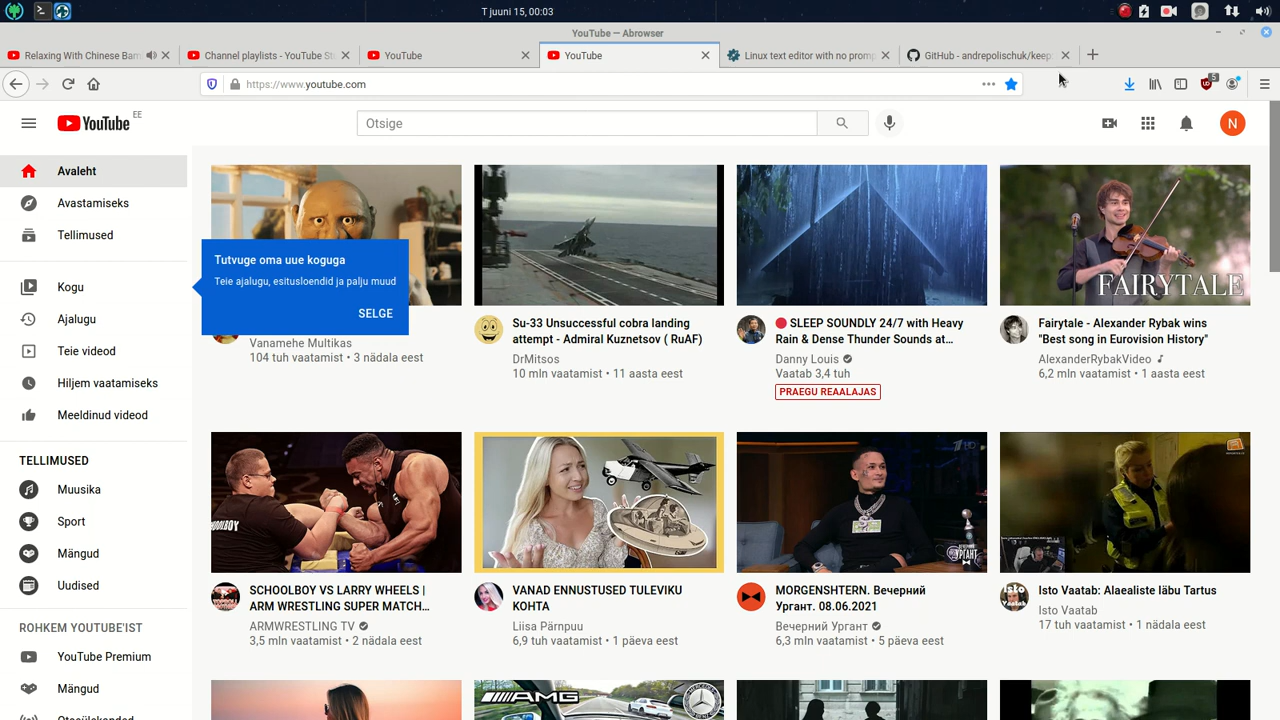 T juuni 15, 00:03
YouTube — Abrowser
Relaxing With Chinese Bam
Channel playlists - YouTube St
YouTube
YouTube
Linux text editor with no promp
GitHub - andrepolischuk/keep
https://www.youtube.com
5
YouTube EE
Otsige
N
Avaleht
Avastamiseks
Tellimused
Kogu
Ajalugu
Teie videod
Hiljem vaatamiseks
Meeldinud videod
TELLIMUSED
Muusika
Sport
Mängud
Uudised
ROHKEM YOUTUBE'IST
YouTube Premium
Mängud
Otseülekanded
Tutvuge oma uue koguga
Teie ajalugu, esitusloendid ja palju muud
SELGE
Vanamehe Multikas
104 tuh vaatamist • 3 nädala eest
Su-33 Unsuccessful cobra landing
attempt - Admiral Kuznetsov ( RuAF)
DrMitsos
10 mln vaatamist • 11 aasta eest
SLEEP SOUNDLY 24/7 with Heavy
Rain & Dense Thunder Sounds at...
Danny Louis
Vaatab 3,4 tuh
PRAEGU REAALAJAS
FAIRYTALE
Fairytale - Alexander Rybak wins
"Best song in Eurovision History"
AlexanderRybakVideo
6,2 mln vaatamist • 1 aasta eest
SCHOOLBOY VS LARRY WHEELS |
ARM WRESTLING SUPER MATCH...
ARMWRESTLING TV
3,5 mln vaatamist • 2 nädala eest
VANAD ENNUSTUSED TULEVIKU
KOHTA
Liisa Pärnpuu
6,9 tuh vaatamist • 1 päeva eest
MORGENSHTERN. Вечерний
Ургант. 08.06.2021
Вечерний Ургант
6,3 mln vaatamist • 5 päeva eest
Isto Vaatab: Alaealiste läbu Tartus
Isto Vaatab
17 tuh vaatamist • 1 nädala eest
AMG